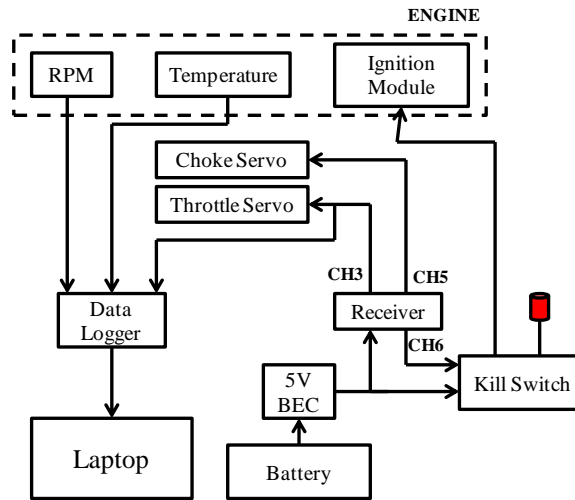 ENGINE
RPM
Temperature
Ignition
Module
Choke Servo
Throttle Servo
CH3
CH5
Data
Logger
Receiver
CH6
5V
BEC
Kill Switch
Laptop
Battery